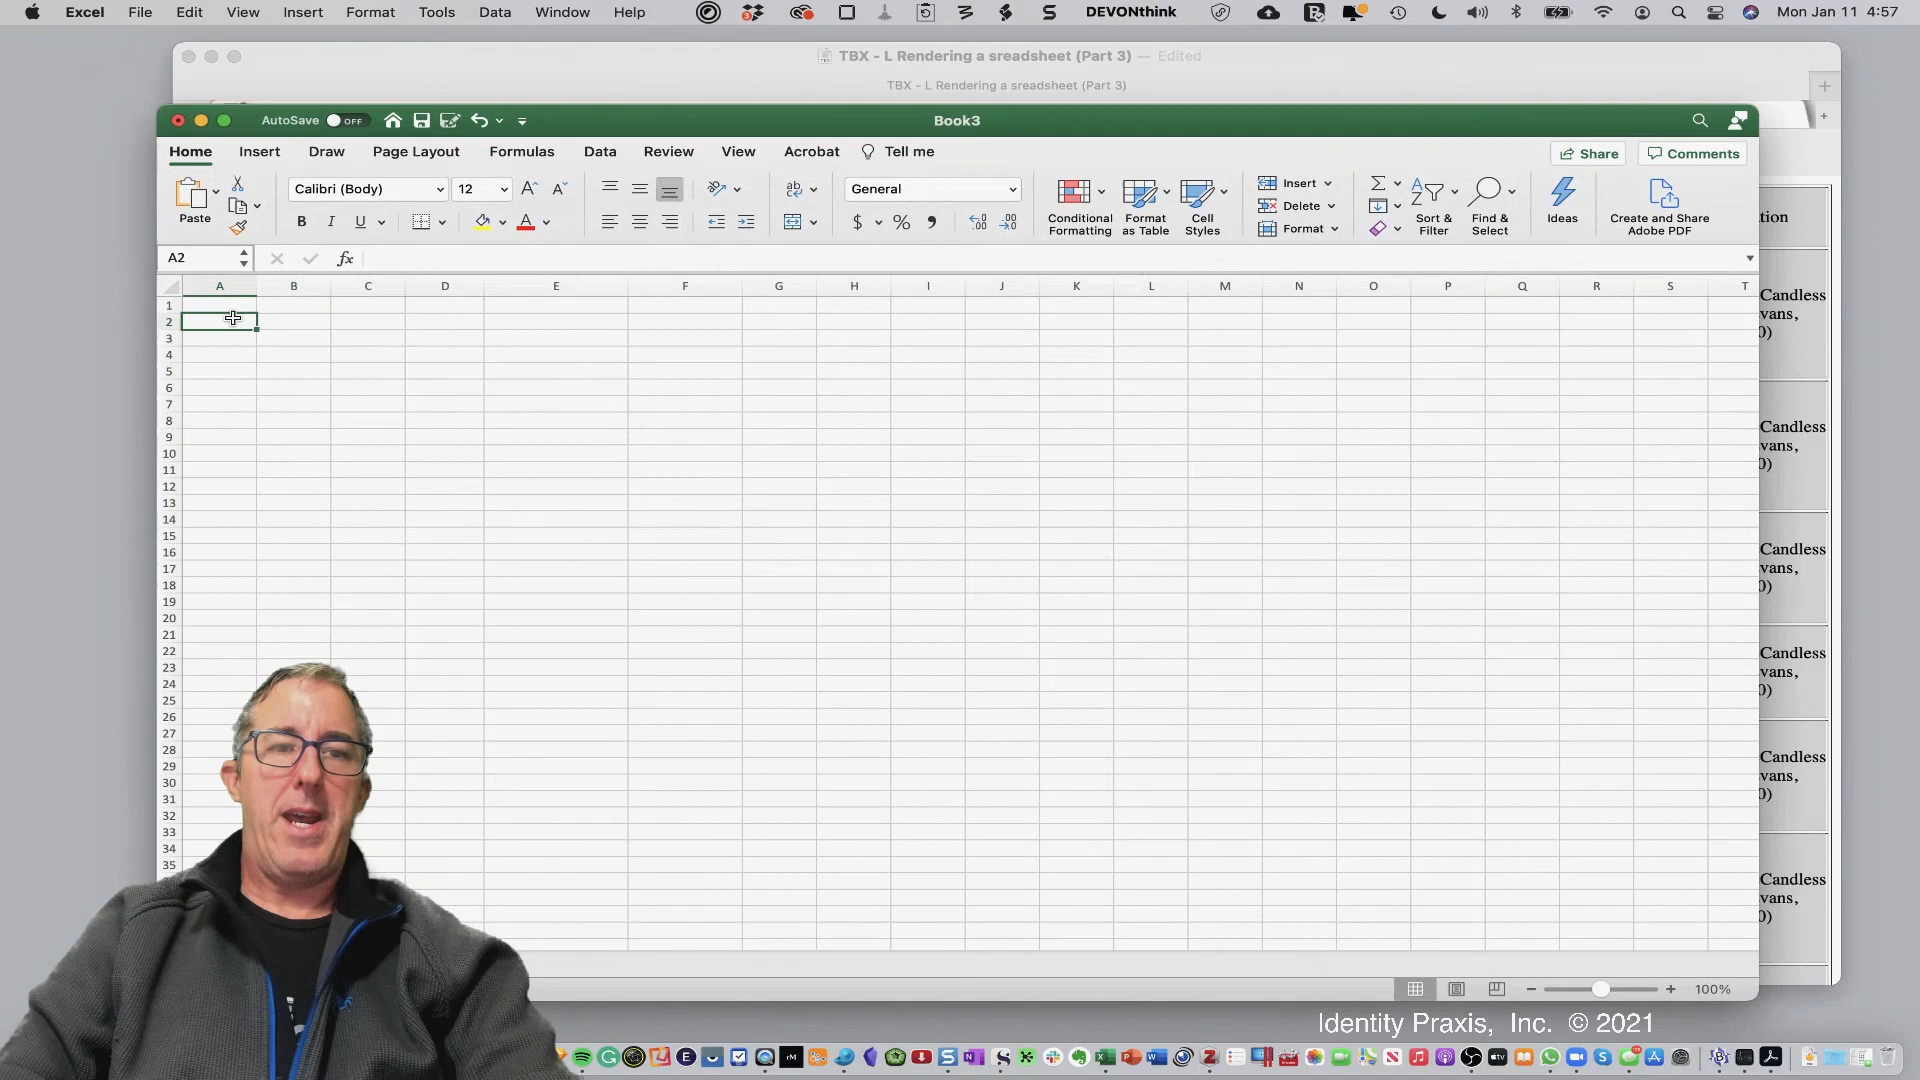 Excel File Edit View Insert Format Tools Data Window Help DEVONthink Mon Jan 11 4:57
TBX - L Rendering a sreadsheet (Part 3) — Edited
TBX - L Rendering a sreadsheet (Part 3)
AutoSave OFF Book3
Home Insert Draw Page Layout Formulas Data Review View Acrobat Tell me Share Comments
Paste Calibri (Body) 12 General Conditional Formatting Format as Table Cell Styles Insert Delete Format Sort & Filter Find & Select Ideas Create and Share Adobe PDF
A2 fx
A B C D E F G H I J K L M N O P Q R S T
1
2
3
4
5
6
7
8
9
10
11
12
13
14
15
16
17
18
19
20
21
22
23
24
25
26
27
28
29
30
31
32
33
34
35
tion
Candless
vans,
0)
Candless
vans,
0)
Candless
vans,
0)
Candless
vans,
0)
Candless
vans,
0)
Candless
vans,
0)
100%
Identity Praxis, Inc. © 2021